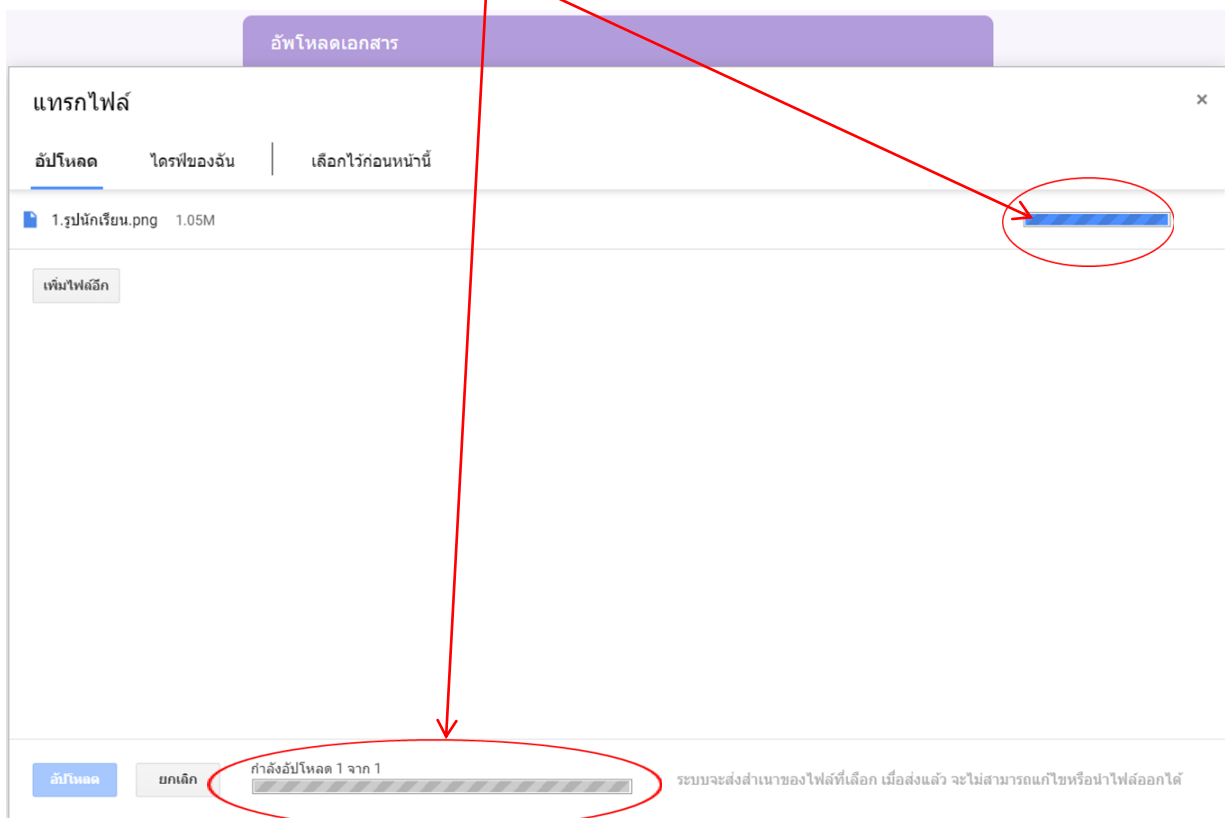 อัพโหลดเอกสาร
แทรกไฟล์
×
อัปโหลด ไดรฟ์ของฉัน เลือกไว้ก่อนหน้านี้
1.รูปนักเรียน.png 1.05M
เพิ่มไฟล์อีก
กำลังอัปโหลด 1 จาก 1
อัปโหลด ยกเลิก ระบบจะส่งสำเนาของไฟล์ที่เลือก เมื่อส่งแล้ว จะไม่สามารถแก้ไขหรือนำไฟล์ออกได้